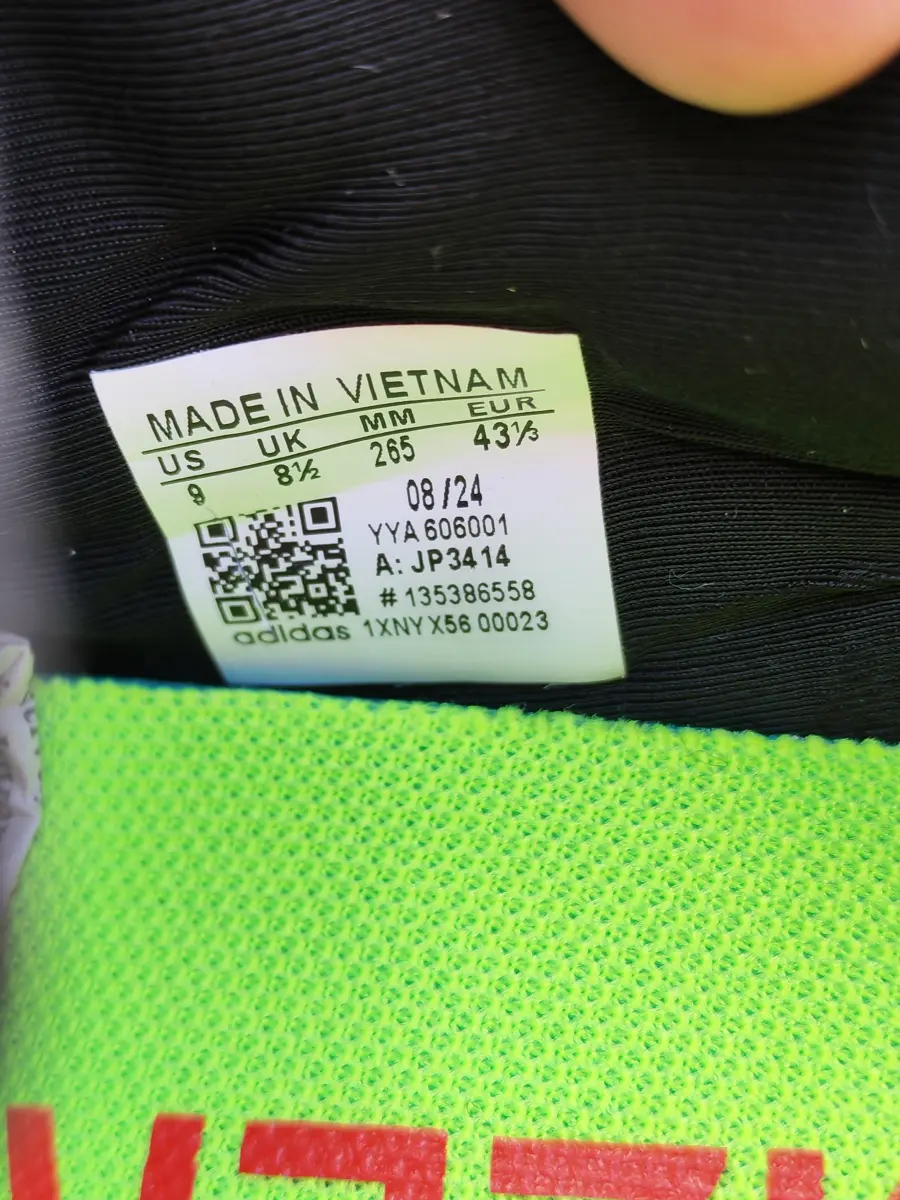 MADE IN VIETNAM
US UK MM EUR
9 8½ 265 43⅓
08/24
YYA 606001
A: JP3414
# 135386558
adidas 1XNYX56 00023